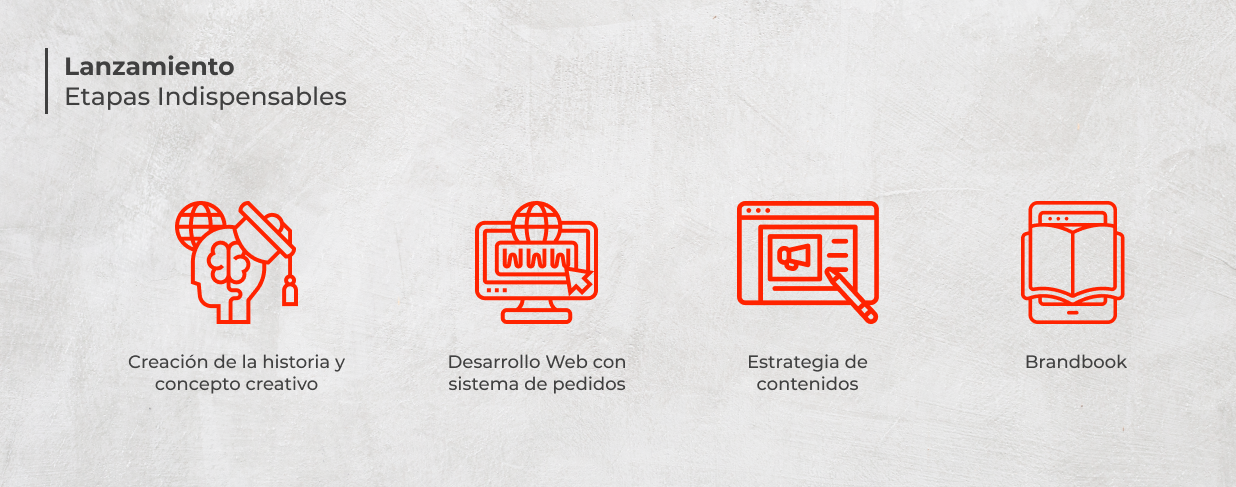 Lanzamiento
Etapas Indispensables
WWW
Creación de la historia y
concepto creativo
Desarrollo Web con
sistema de pedidos
Estrategia de
contenidos
Brandbook